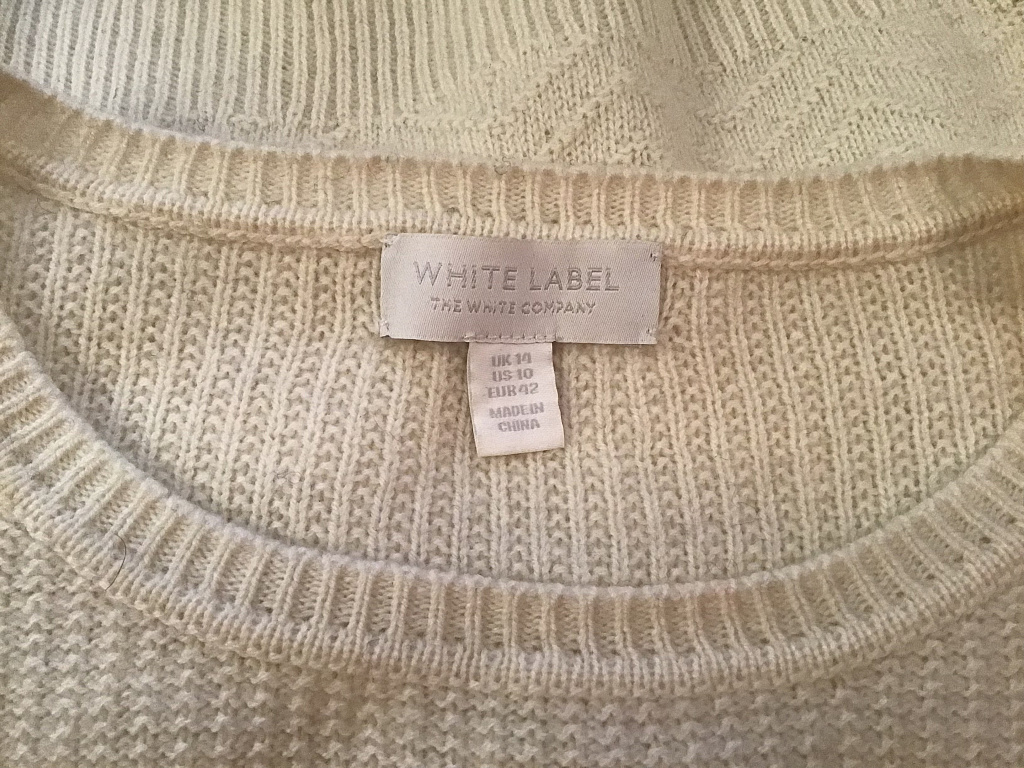 WHITE LABEL
THE WHITE COMPANY
UK 14
US 10
EUR 42
MADE IN
CHINA